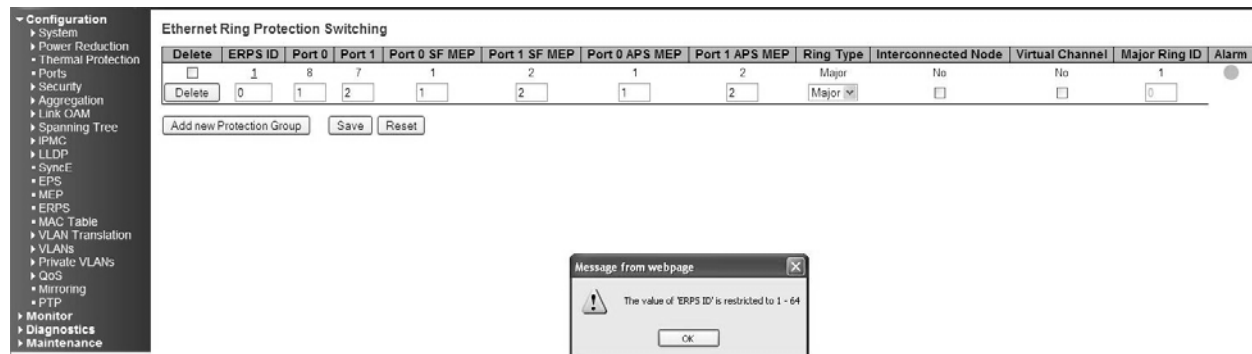 Configuration
System
Power Reduction
Thermal Protection
Ports
Security
Aggregation
Link OAM
Spanning Tree
IPMC
LLDP
SyncE
EPS
MEP
ERPS
MAC Table
VLAN Translation
VLANs
Private VLANs
QoS
Mirroring
PTP
Monitor
Diagnostics
Maintenance
Ethernet Ring Protection Switching
Delete ERPS ID Port 0 Port 1 Port 0 SF MEP Port 1 SF MEP Port 0 APS MEP Port 1 APS MEP Ring Type Interconnected Node Virtual Channel Major Ring ID Alarm
1 8 7 1 2 1 2 Major No No 1
Delete 0 1 2 1 2 1 2 Major 0
Add new Protection Group Save Reset
Message from webpage
The value of 'ERPS ID' is restricted to 1 - 64
OK